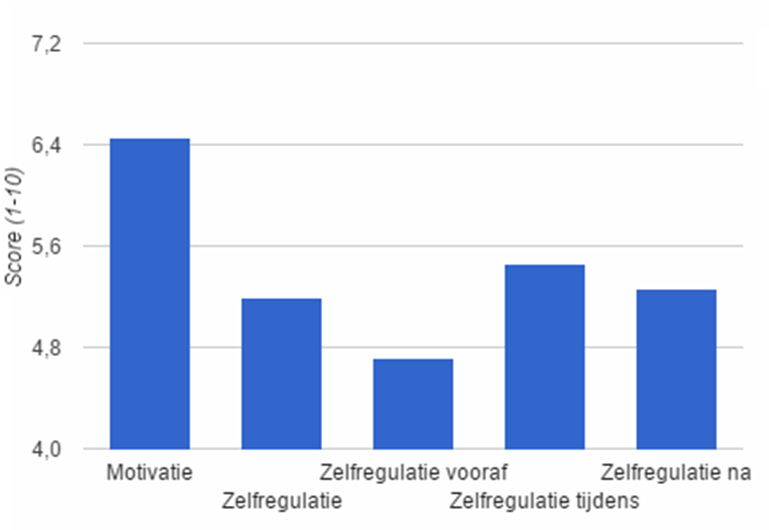 7,2
6,4
5,6
4,8
4,0
Score (1-10)
Motivatie
Zelfregulatie
Zelfregulatie vooraf
Zelfregulatie tijdens
Zelfregulatie na